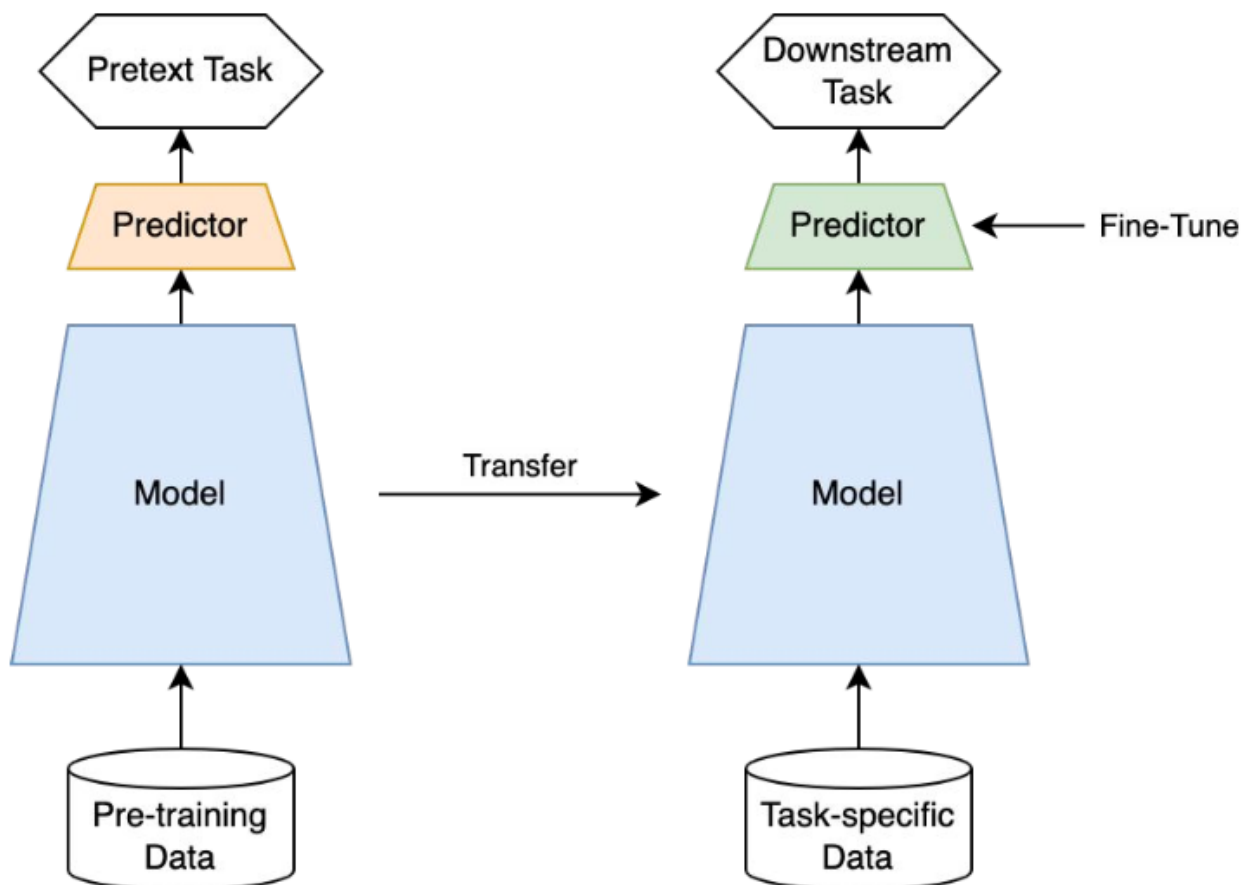 Pretext Task
Predictor
Model
Pre-training
Data
Transfer
Downstream
Task
Predictor
Fine-Tune
Model
Task-specific
Data